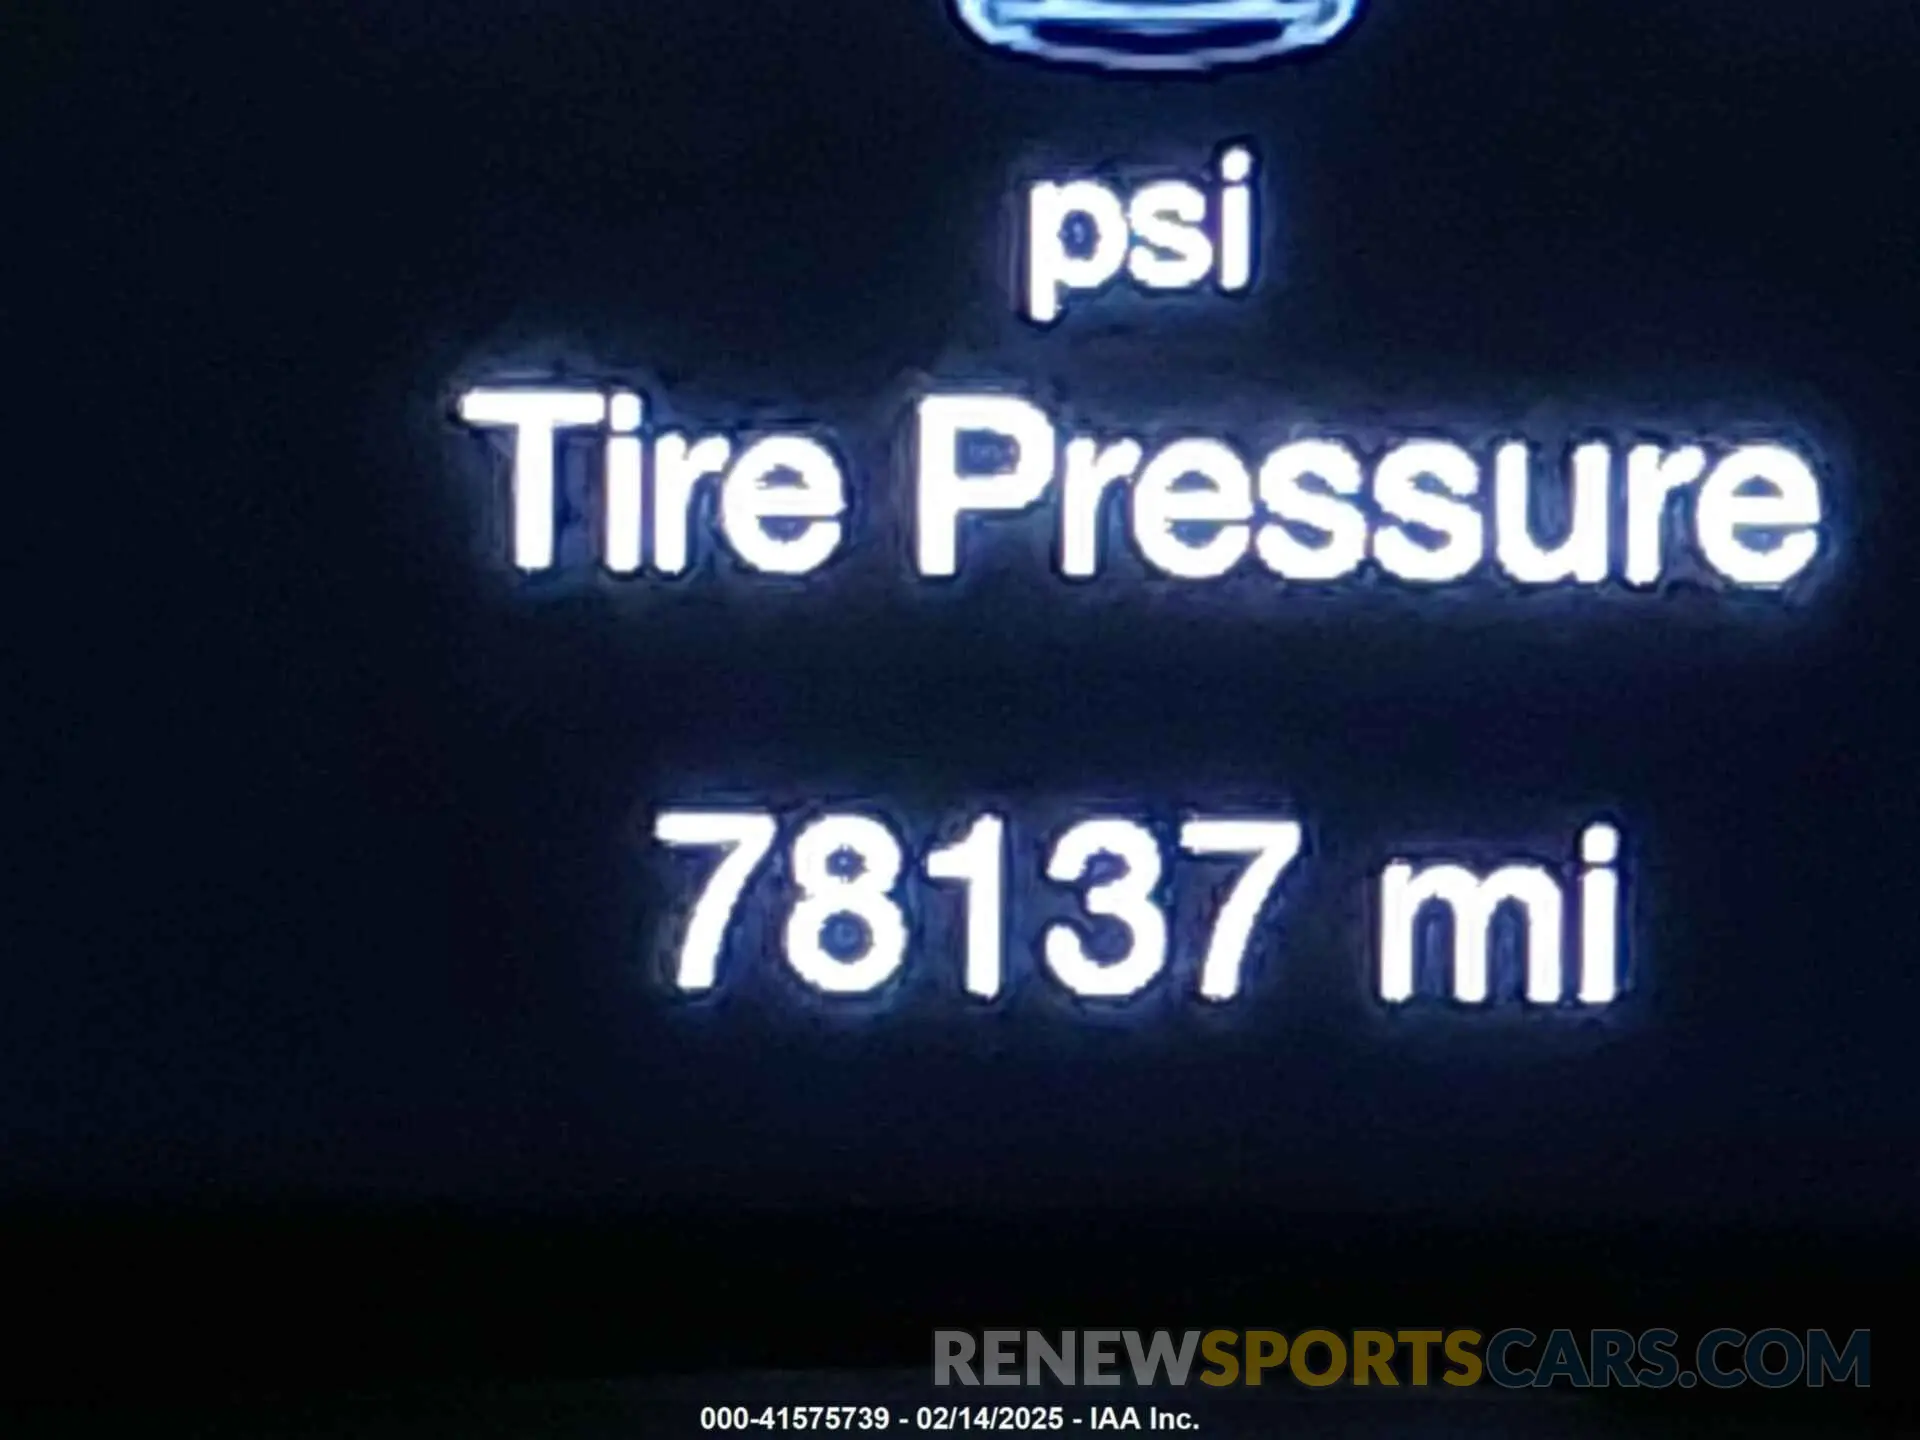 psi
Tire Pressure
78137 mi
RENEWSPORTSCARS.COM
000-41575739 - 02/14/2025 - IAA Inc.